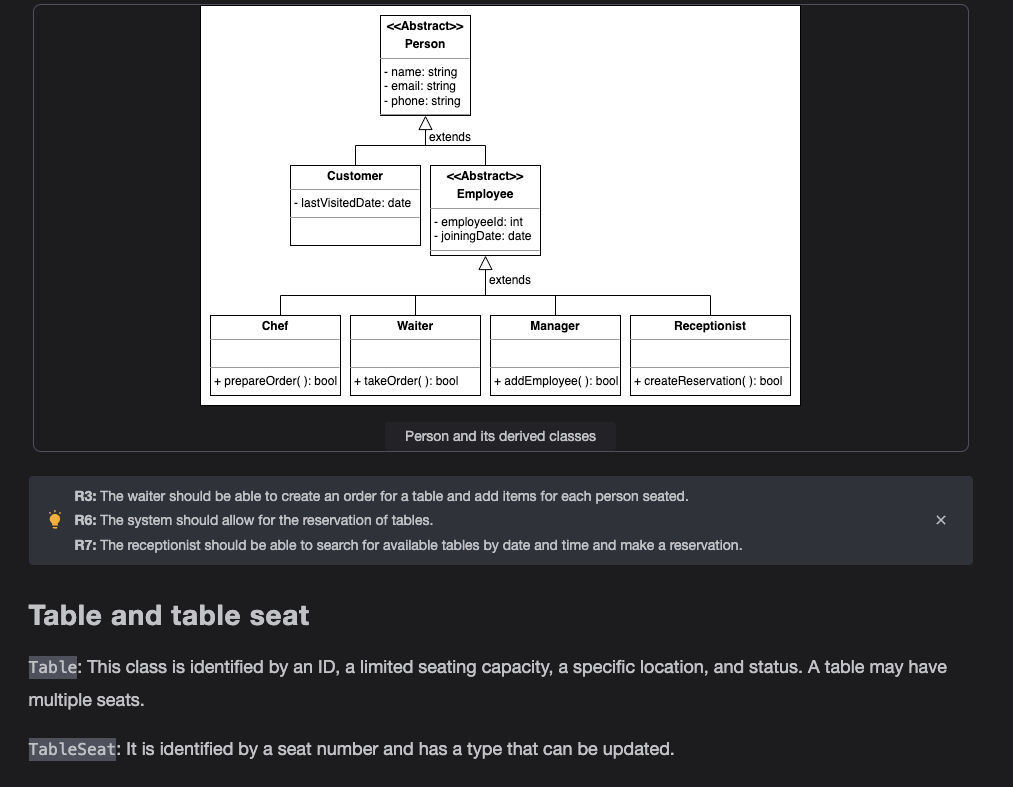 <<Abstract>>
Person
- name: string
- email: string
- phone: string
extends
Customer
- lastVisitedDate: date
<<Abstract>>
Employee
- employeeId: int
- joiningDate: date
extends
Chef
+ prepareOrder( ): bool
Waiter
+ takeOrder( ): bool
Manager
+ addEmployee( ): bool
Receptionist
+ createReservation( ): bool
Person and its derived classes
R3: The waiter should be able to create an order for a table and add items for each person seated.
R6: The system should allow for the reservation of tables.
R7: The receptionist should be able to search for available tables by date and time and make a reservation.
Table and table seat
Table: This class is identified by an ID, a limited seating capacity, a specific location, and status. A table may have
multiple seats.
TableSeat: It is identified by a seat number and has a type that can be updated.